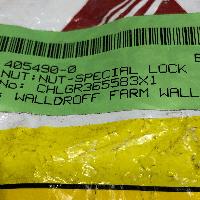 405490-0
NUT:NUT-SPECIAL LOCK
No: CHLGR365583X1
: WALLDROFF FARM WALL